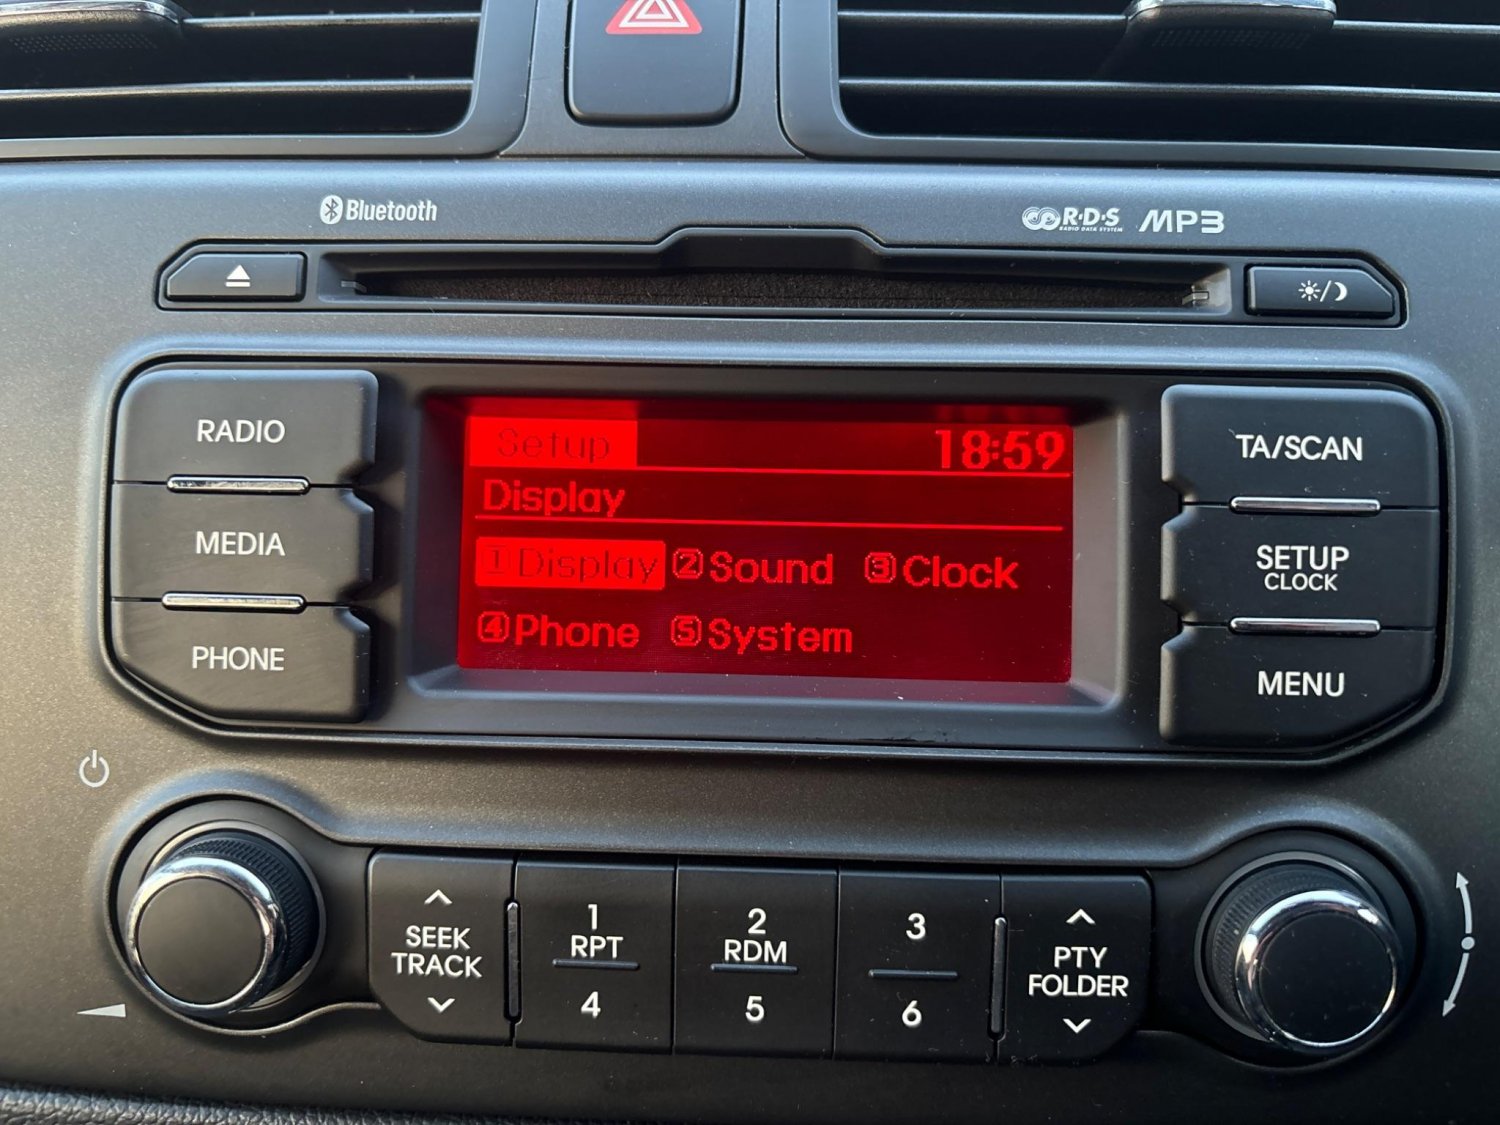 Bluetooth
R·D·S MP3
RADIO DATA SYSTEM
RADIO
MEDIA
PHONE
Setup 18:59
Display
1 Display 2 Sound 3 Clock
4 Phone 5 System
TA/SCAN
SETUP
CLOCK
MENU
SEEK
TRACK
1
RPT
4
2
RDM
5
3
6
PTY
FOLDER